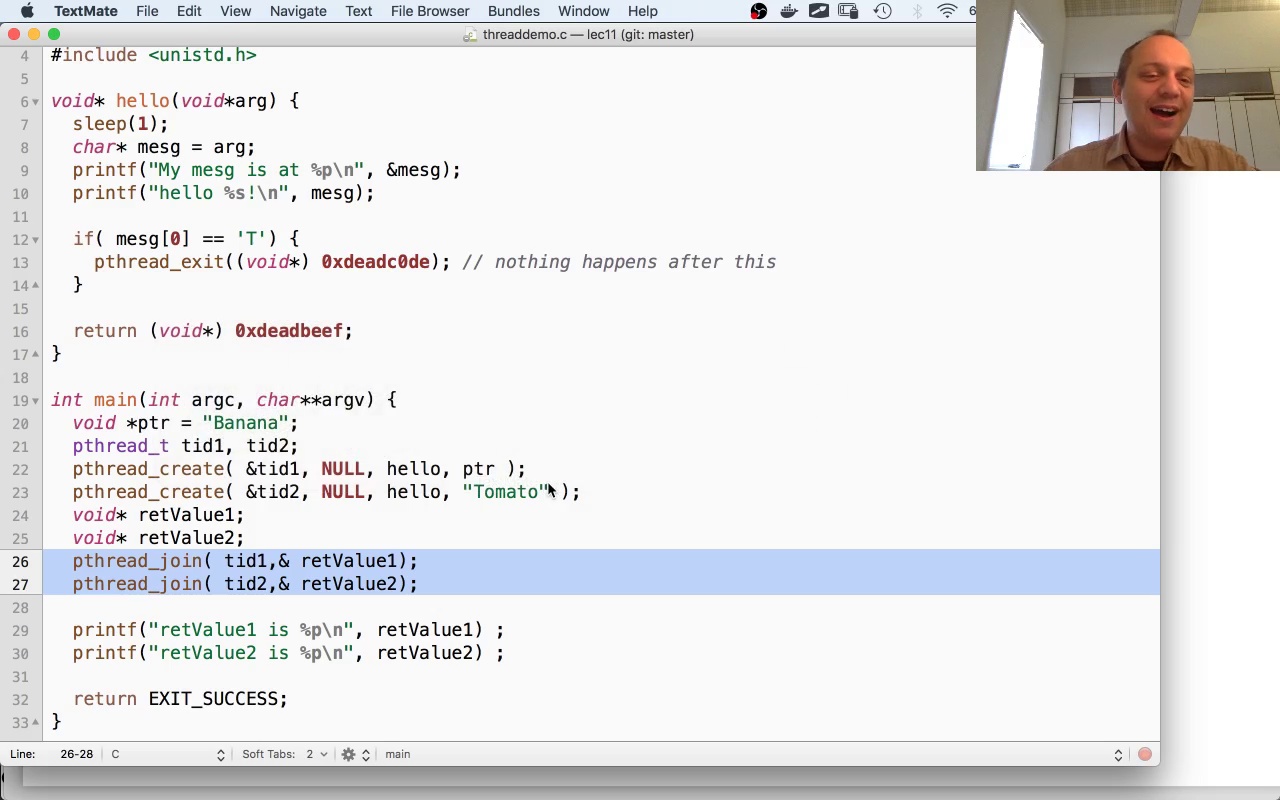 TextMate File Edit View Navigate Text File Browser Bundles Window Help 6
threaddemo.c — lec11 (git: master)
4 #include <unistd.h>
5
6 void* hello(void*arg) {
7   sleep(1);
8   char* mesg = arg;
9   printf("My mesg is at %p\n", &mesg);
10   printf("hello %s!\n", mesg);
11
12   if( mesg[0] == 'T') {
13     pthread_exit((void*) 0xdeadc0de); // nothing happens after this
14   }
15
16   return (void*) 0xdeadbeef;
17 }
18
19 int main(int argc, char**argv) {
20   void *ptr = "Banana";
21   pthread_t tid1, tid2;
22   pthread_create( &tid1, NULL, hello, ptr );
23   pthread_create( &tid2, NULL, hello, "Tomato" );
24   void* retValue1;
25   void* retValue2;
26   pthread_join( tid1,& retValue1);
27   pthread_join( tid2,& retValue2);
28
29   printf("retValue1 is %p\n", retValue1) ;
30   printf("retValue2 is %p\n", retValue2) ;
31
32   return EXIT_SUCCESS;
33 }
Line: 26-28 C Soft Tabs: 2 main